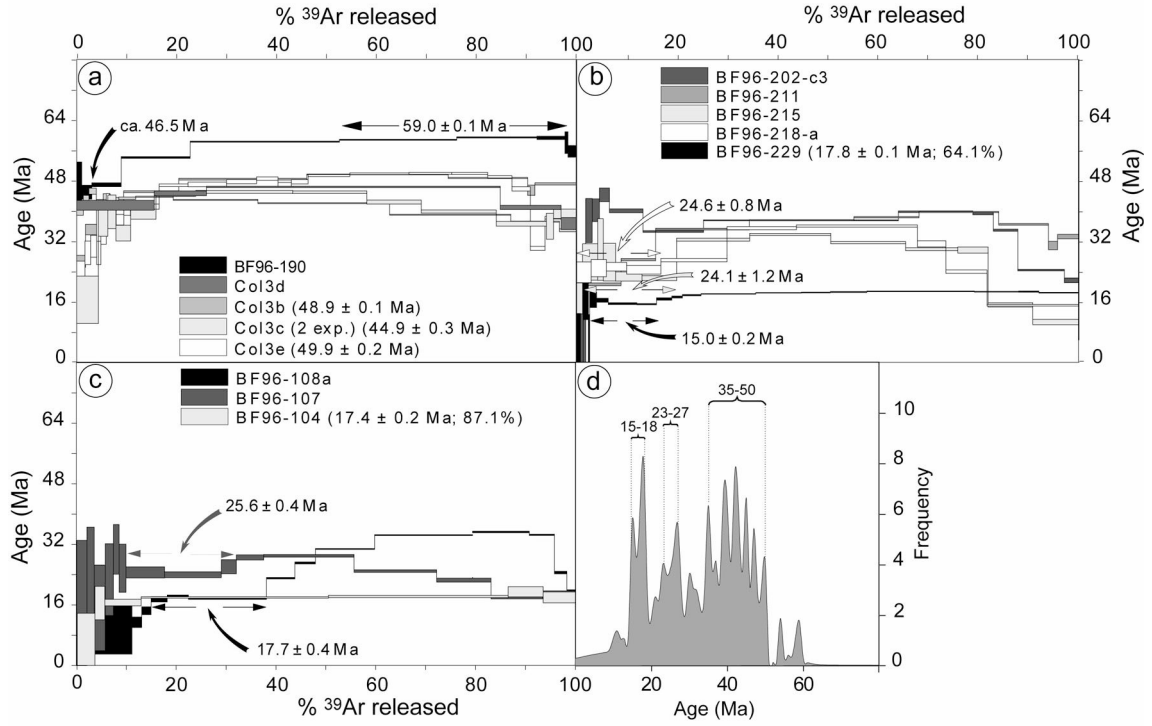 % ³⁹Ar released
% ³⁹Ar released
0 20 40 60 80 100
0 20 40 60 80 100
a
Age (Ma)
64
48
32
16
0
ca. 46.5 Ma
59.0 ± 0.1 Ma
BF96-190
Col3d
Col3b (48.9 ± 0.1 Ma)
Col3c (2 exp.) (44.9 ± 0.3 Ma)
Col3e (49.9 ± 0.2 Ma)
b
BF96-202-c3
BF96-211
BF96-215
BF96-218-a
BF96-229 (17.8 ± 0.1 Ma; 64.1%)
24.6 ± 0.8 Ma
24.1 ± 1.2 Ma
15.0 ± 0.2 Ma
64
48
32
16
0
Age (Ma)
c
BF96-108a
BF96-107
BF96-104 (17.4 ± 0.2 Ma; 87.1%)
Age (Ma)
64
48
32
16
0
25.6 ± 0.4 Ma
17.7 ± 0.4 Ma
0 20 40 60 80 100
% ³⁹Ar released
d
35-50
23-27
15-18
10
8
6
4
2
0
Frequency
20 40 60
Age (Ma)